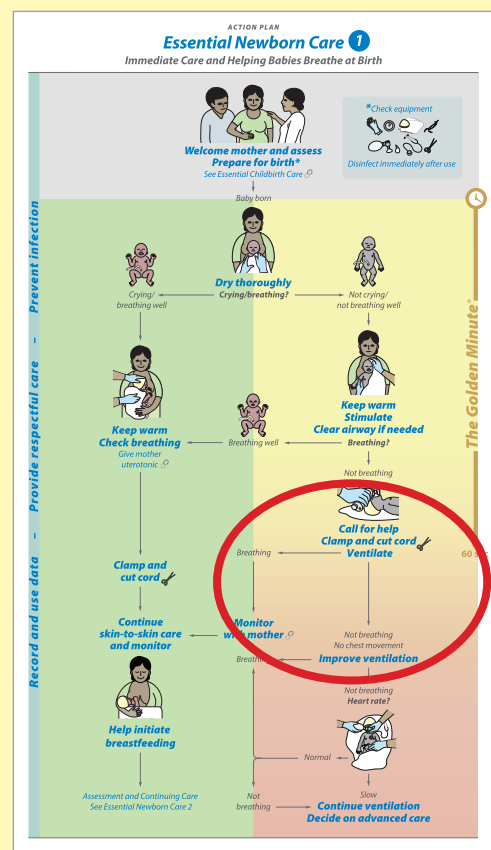 ACTION PLAN
Essential Newborn Care 1
Immediate Care and Helping Babies Breathe at Birth
*Check equipment
Disinfect immediately after use
Welcome mother and assess
Prepare for birth*
See Essential Childbirth Care
Baby born
Dry thoroughly
Crying/breathing?
Crying/
breathing well
Not crying/
not breathing well
Keep warm
Check breathing
Give mother
uterotonic
Breathing well
Keep warm
Stimulate
Clear airway if needed
Breathing?
Not breathing
Call for help
Clamp and cut cord
Ventilate
Breathing
60
Clamp and
cut cord
Continue
skin-to-skin care
and monitor
Monitor
with mother
Not breathing
No chest movement
Improve ventilation
Breathing
Not breathing
Heart rate?
Help initiate
breastfeeding
Normal
Slow
Assessment and Continuing Care
See Essential Newborn Care 2
Not
breathing
Continue ventilation
Decide on advanced care
Record and use data – Provide respectful care – Prevent infection
The Golden Minute®